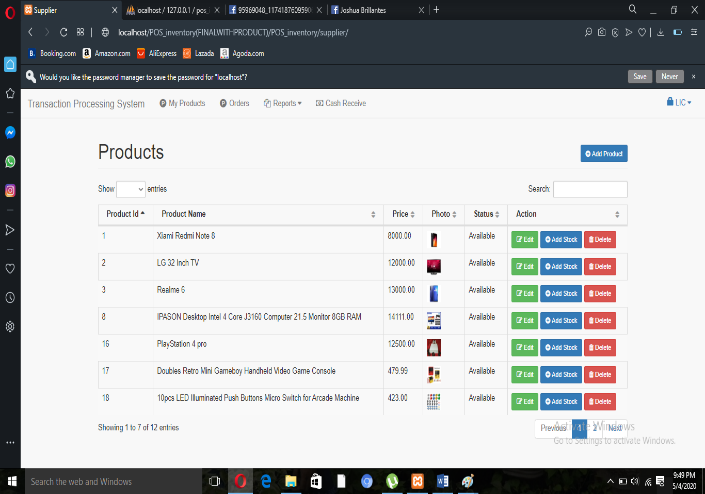 Supplier
localhost / 127.0.0.1 / pos_
95969048_11741876095590
Joshua Brillantes
localhost/POS_inventory(FINALWITHPRODUCT)/POS_inventory/supplier/
B. Booking.com
a Amazon.com
AliExpress
Lazada
Agoda.com
Would you like the password manager to save the password for "localhost"?
Save
Never
Transaction Processing System
My Products
Orders
Reports
Cash Receive
LIC
Products
Add Product
Show entries
Search:
Product Id Product Name Price Photo Status Action
1 Xiami Redmi Note 8 8000.00 Available Edit Add Stock Delete
2 LG 32 Inch TV 12000.00 Available Edit Add Stock Delete
3 Realme 6 13000.00 Available Edit Add Stock Delete
8 IPASON Desktop Intel 4 Core J3160 Computer 21.5 Monitor 8GB RAM 14111.00 Available Edit Add Stock Delete
16 PlayStation 4 pro 12500.00 Available Edit Add Stock Delete
17 Doubles Retro Mini Gameboy Handheld Video Game Console 479.99 Available Edit Add Stock Delete
18 10pcs LED Illuminated Push Buttons Micro Switch for Arcade Machine 423.00 Available Edit Add Stock Delete
Showing 1 to 7 of 12 entries
Previous 1 2 Next
Activate Windows
Go to Settings to activate Windows.
Search the web and Windows
9:49 PM
5/4/2020